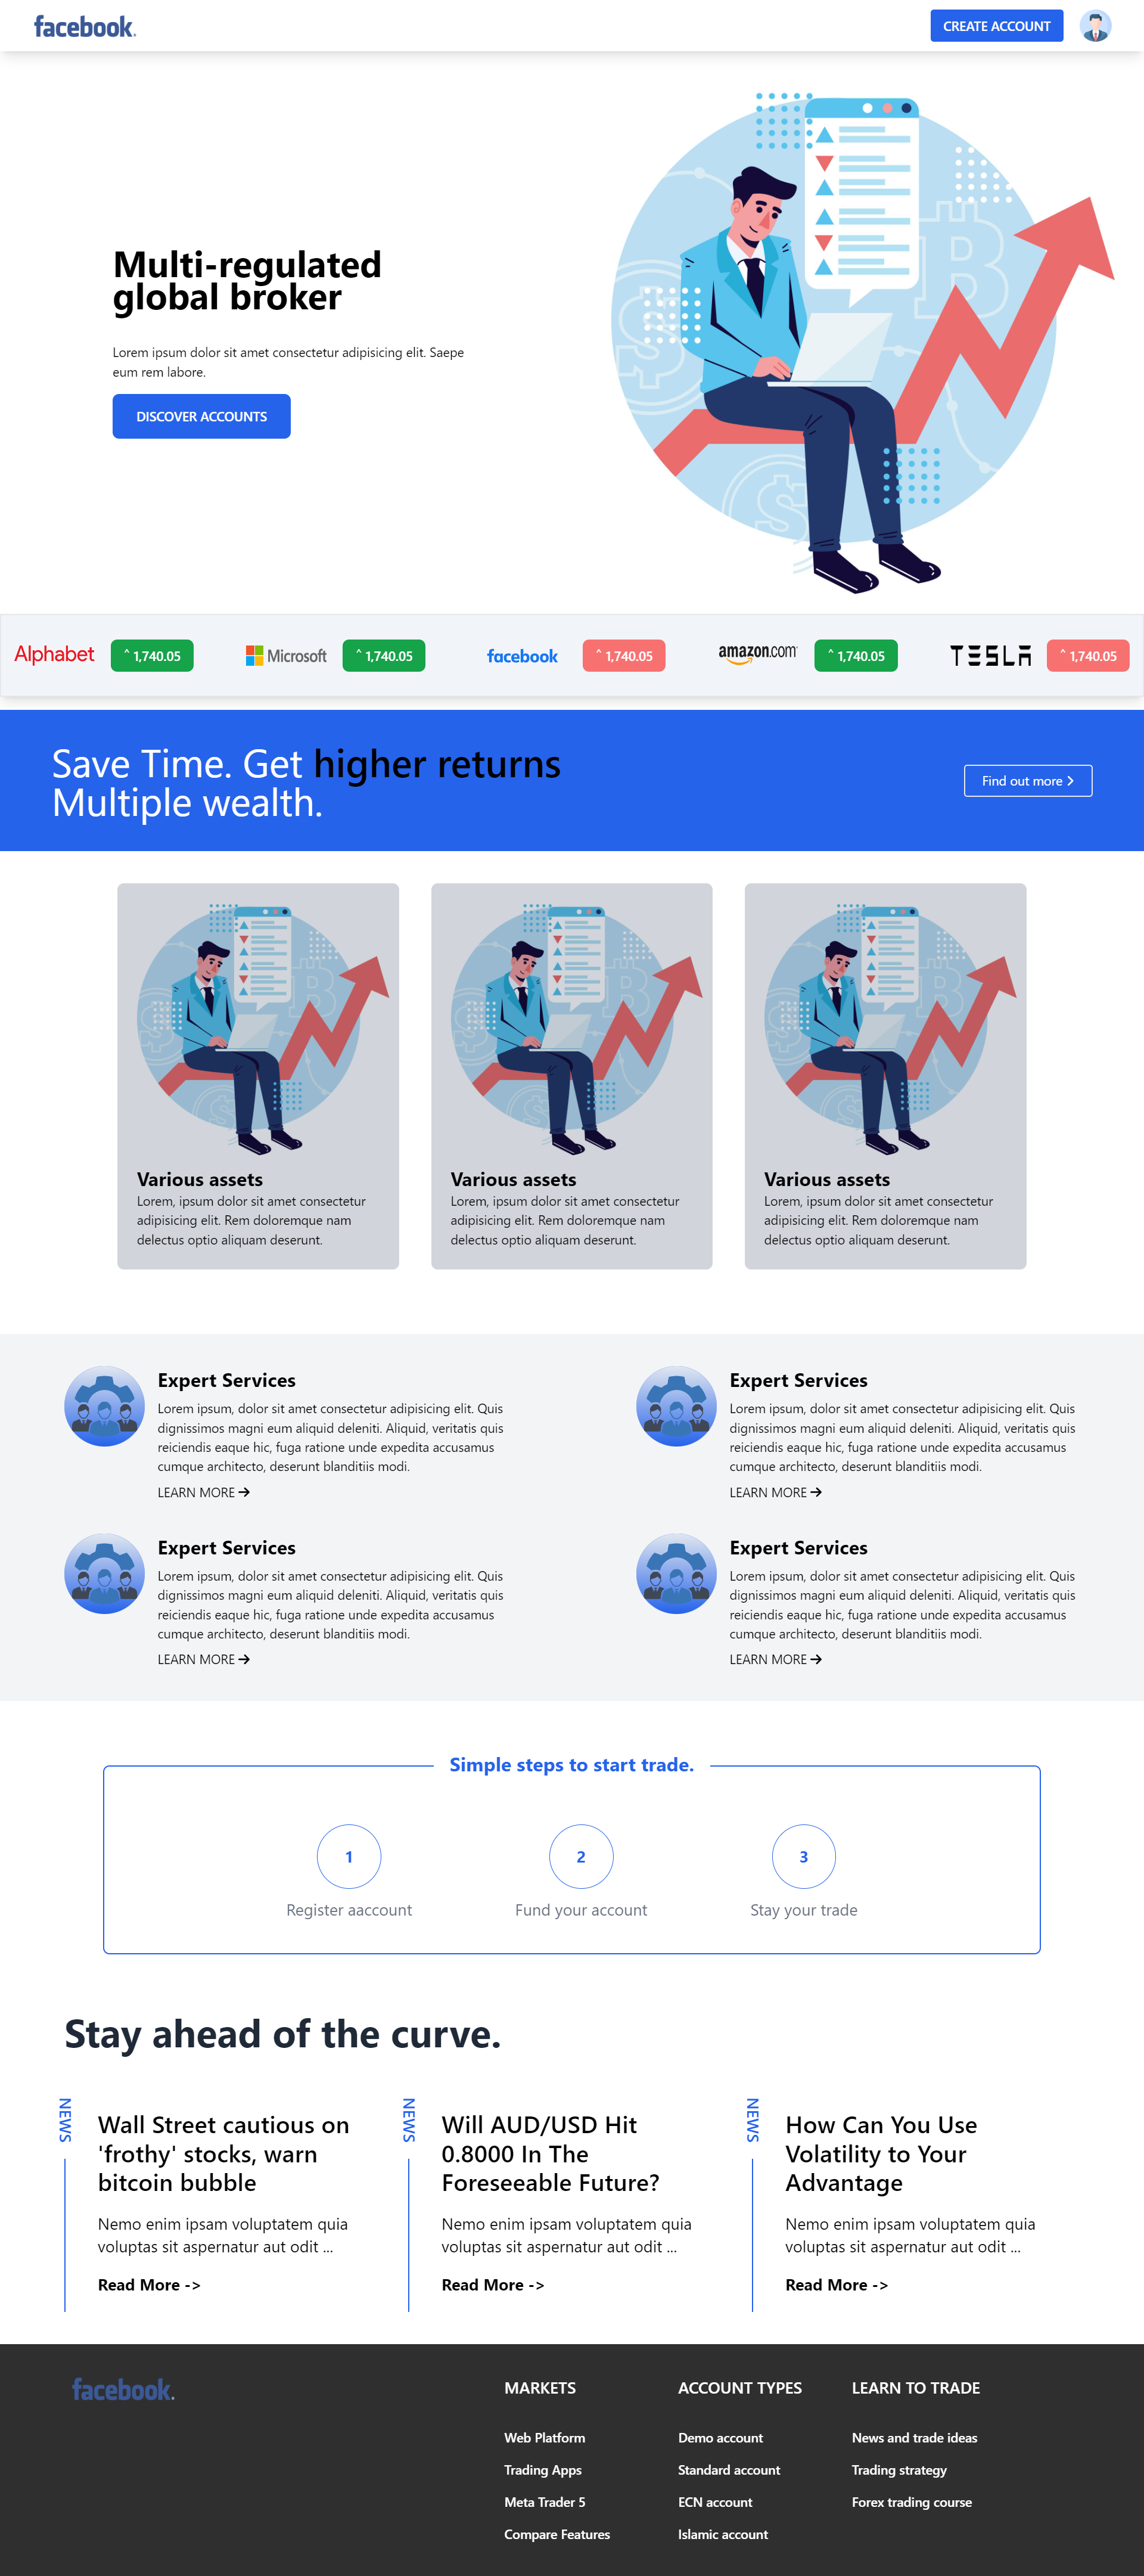 facebook.
CREATE ACCOUNT
Multi-regulated
global broker
Lorem ipsum dolor sit amet consectetur adipisicing elit. Saepe
eum rem labore.
DISCOVER ACCOUNTS
Alphabet
^ 1,740.05
Microsoft
^ 1,740.05
facebook
^ 1,740.05
amazon.com
^ 1,740.05
TESLA
^ 1,740.05
Save Time. Get higher returns
Multiple wealth.
Find out more
Various assets
Lorem, ipsum dolor sit amet consectetur
adipisicing elit. Rem doloremque nam
delectus optio aliquam deserunt.
Various assets
Lorem, ipsum dolor sit amet consectetur
adipisicing elit. Rem doloremque nam
delectus optio aliquam deserunt.
Various assets
Lorem, ipsum dolor sit amet consectetur
adipisicing elit. Rem doloremque nam
delectus optio aliquam deserunt.
Expert Services
Lorem ipsum, dolor sit amet consectetur adipisicing elit. Quis
dignissimos magni eum aliquid deleniti. Aliquid, veritatis quis
reiciendis eaque hic, fuga ratione unde expedita accusamus
cumque architecto, deserunt blanditiis modi.
LEARN MORE →
Expert Services
Lorem ipsum, dolor sit amet consectetur adipisicing elit. Quis
dignissimos magni eum aliquid deleniti. Aliquid, veritatis quis
reiciendis eaque hic, fuga ratione unde expedita accusamus
cumque architecto, deserunt blanditiis modi.
LEARN MORE →
Expert Services
Lorem ipsum, dolor sit amet consectetur adipisicing elit. Quis
dignissimos magni eum aliquid deleniti. Aliquid, veritatis quis
reiciendis eaque hic, fuga ratione unde expedita accusamus
cumque architecto, deserunt blanditiis modi.
LEARN MORE →
Expert Services
Lorem ipsum, dolor sit amet consectetur adipisicing elit. Quis
dignissimos magni eum aliquid deleniti. Aliquid, veritatis quis
reiciendis eaque hic, fuga ratione unde expedita accusamus
cumque architecto, deserunt blanditiis modi.
LEARN MORE →
Simple steps to start trade.
1
Register aaccount
2
Fund your account
3
Stay your trade
Stay ahead of the curve.
NEWS
Wall Street cautious on
'frothy' stocks, warn
bitcoin bubble
Nemo enim ipsam voluptatem quia
voluptas sit aspernatur aut odit ...
Read More ->
NEWS
Will AUD/USD Hit
0.8000 In The
Foreseeable Future?
Nemo enim ipsam voluptatem quia
voluptas sit aspernatur aut odit ...
Read More ->
NEWS
How Can You Use
Volatility to Your
Advantage
Nemo enim ipsam voluptatem quia
voluptas sit aspernatur aut odit ...
Read More ->
facebook.
MARKETS
Web Platform
Trading Apps
Meta Trader 5
Compare Features
ACCOUNT TYPES
Demo account
Standard account
ECN account
Islamic account
LEARN TO TRADE
News and trade ideas
Trading strategy
Forex trading course